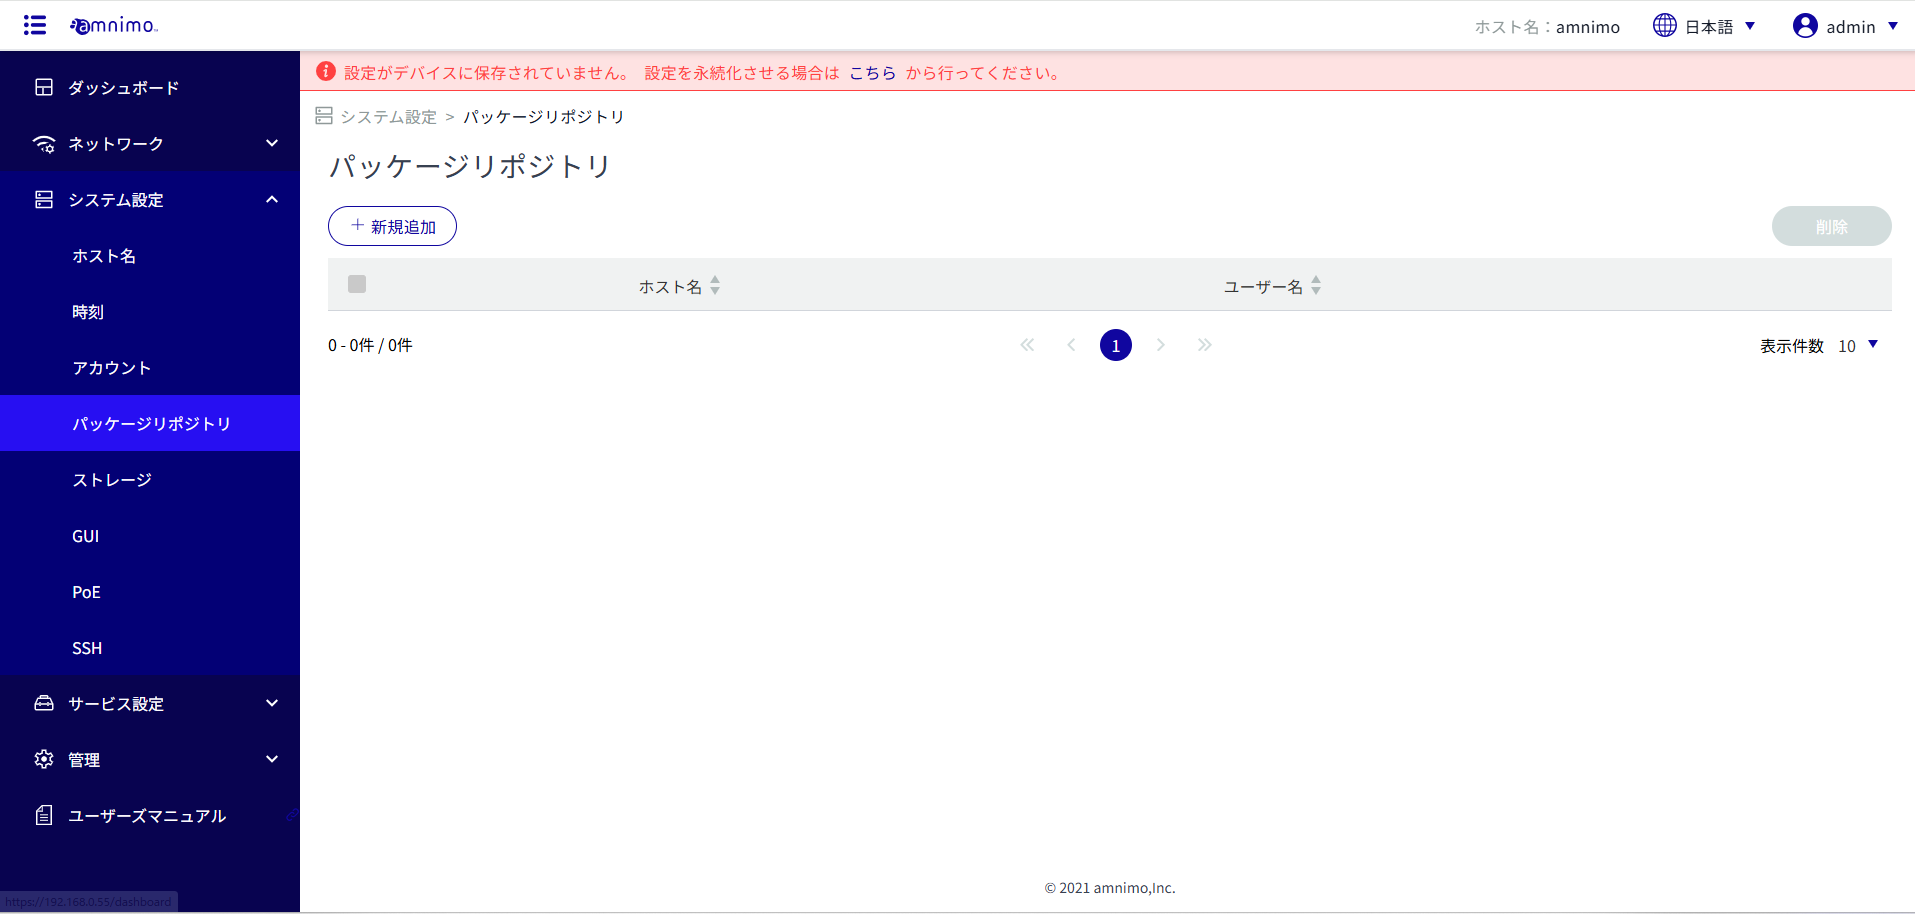 amnimo
ホスト名：amnimo
日本語
admin
ダッシュボード
ネットワーク
システム設定
ホスト名
時刻
アカウント
パッケージリポジトリ
ストレージ
GUI
PoE
SSH
サービス設定
管理
ユーザーズマニュアル
https://192.168.0.55/dashboard
設定がデバイスに保存されていません。 設定を永続化させる場合は こちら から行ってください。
システム設定 > パッケージリポジトリ
パッケージリポジトリ
+ 新規追加
削除
ホスト名
ユーザー名
0 - 0件 / 0件
« ‹ 1 › »
表示件数 10
© 2021 amnimo,Inc.